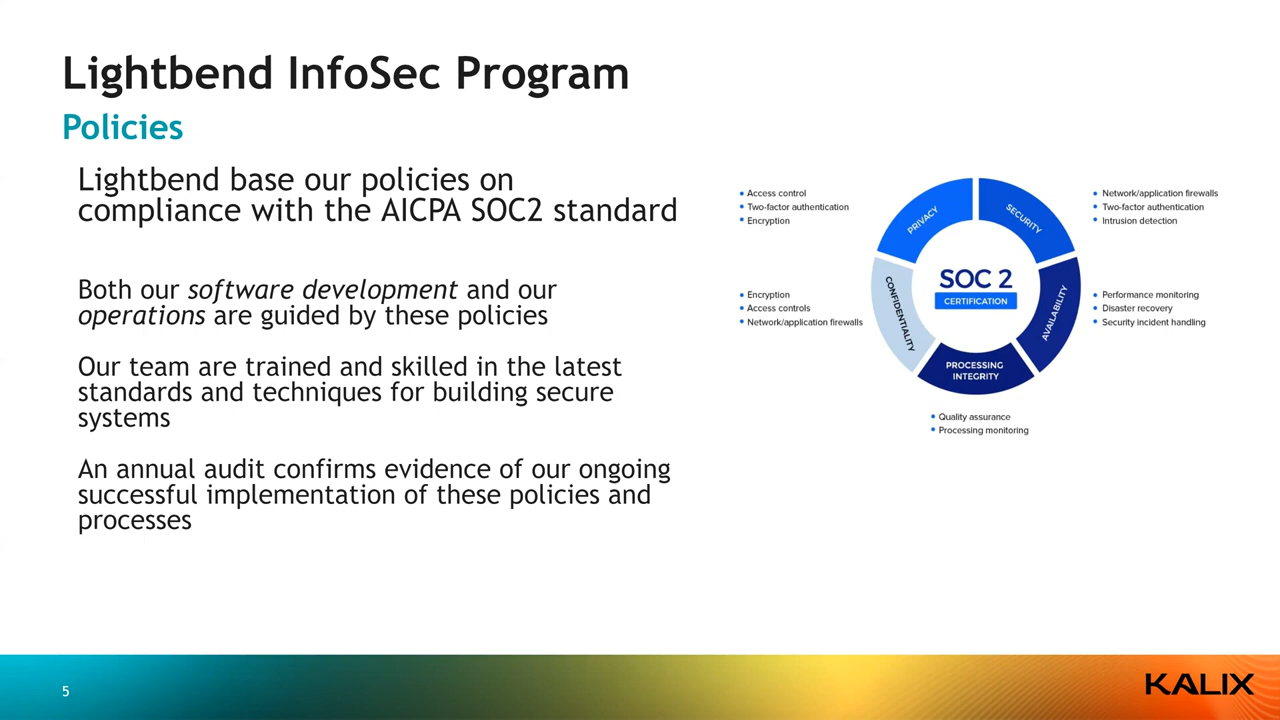 Lightbend InfoSec Program
Policies
Lightbend base our policies on
compliance with the AICPA SOC2 standard
Both our software development and our
operations are guided by these policies
Our team are trained and skilled in the latest
standards and techniques for building secure
systems
An annual audit confirms evidence of our ongoing
successful implementation of these policies and
processes
• Access control
• Two-factor authentication
• Encryption
PRIVACY
SECURITY
• Network/application firewalls
• Two-factor authentication
• Intrusion detection
• Encryption
• Access controls
• Network/application firewalls
CONFIDENTIALITY
SOC 2
CERTIFICATION
AVAILABILITY
• Performance monitoring
• Disaster recovery
• Security incident handling
PROCESSING
INTEGRITY
• Quality assurance
• Processing monitoring
5
KALIX